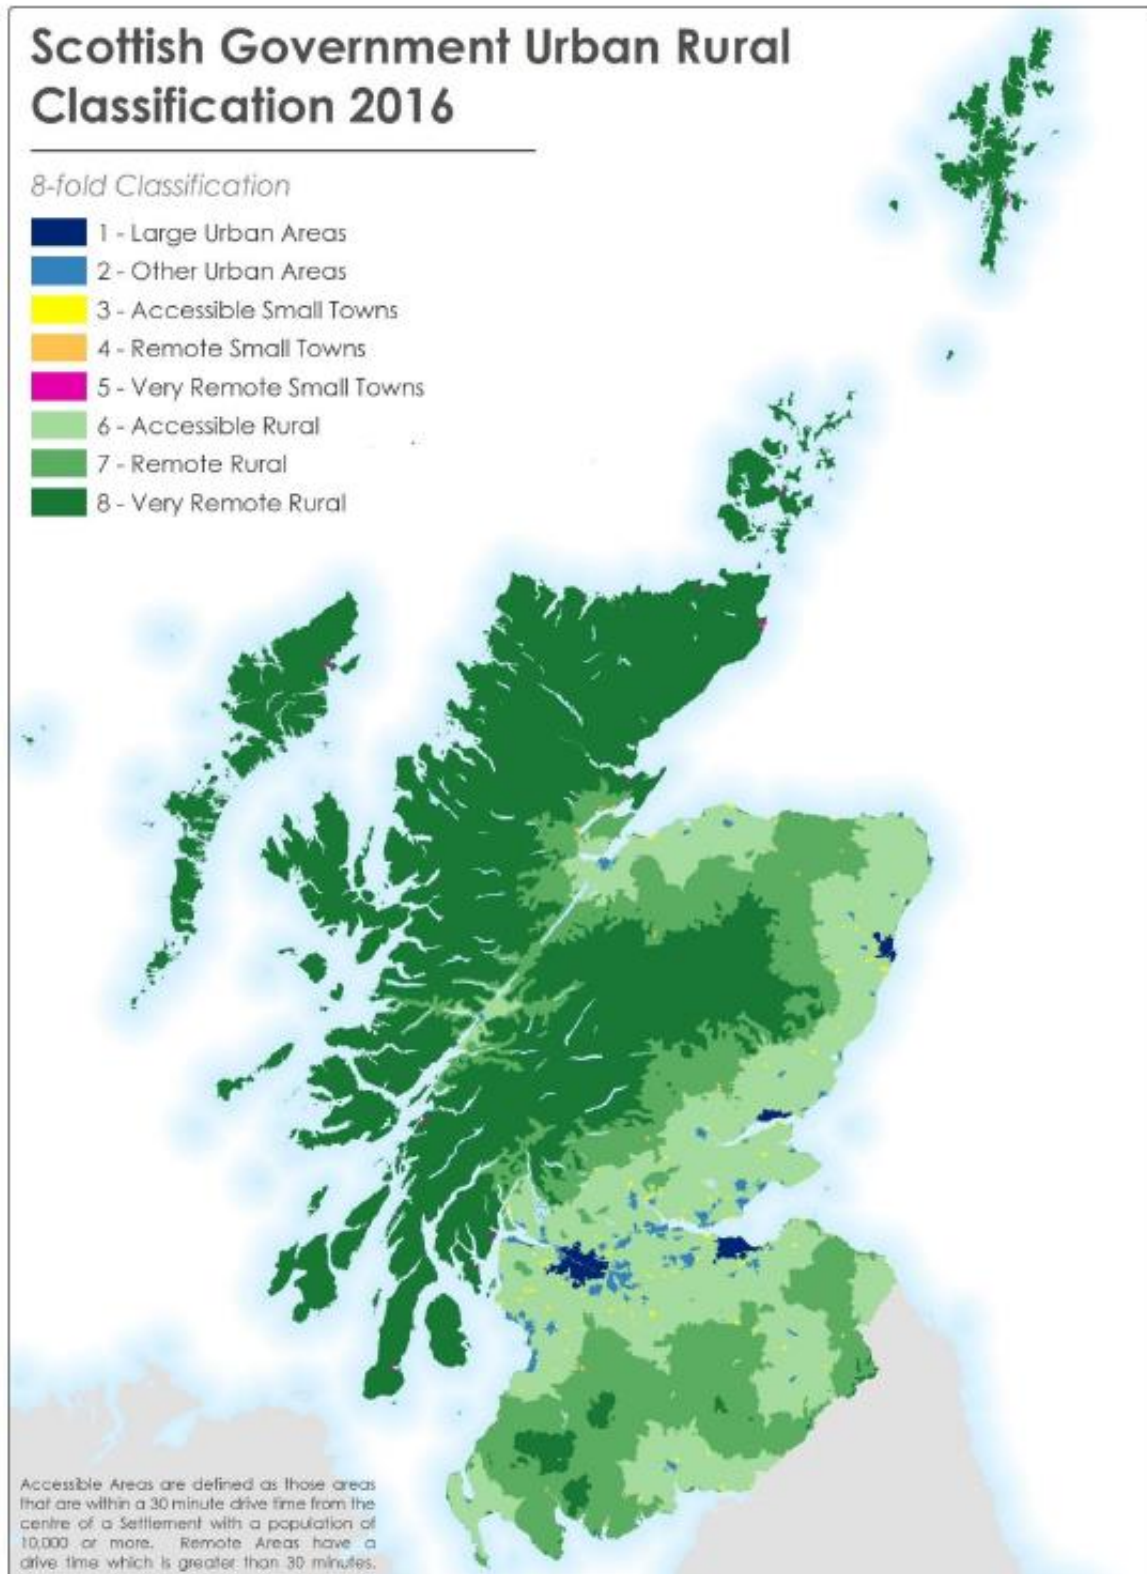 Scottish Government Urban Rural
Classification 2016
8-fold Classification
1 - Large Urban Areas
2 - Other Urban Areas
3 - Accessible Small Towns
4 - Remote Small Towns
5 - Very Remote Small Towns
6 - Accessible Rural
7 - Remote Rural
8 - Very Remote Rural
Accessible Areas are defined as those areas
that are within a 30 minute drive time from the
centre of a Settlement with a population of
10,000 or more. Remote Areas have a
drive time which is greater than 30 minutes.